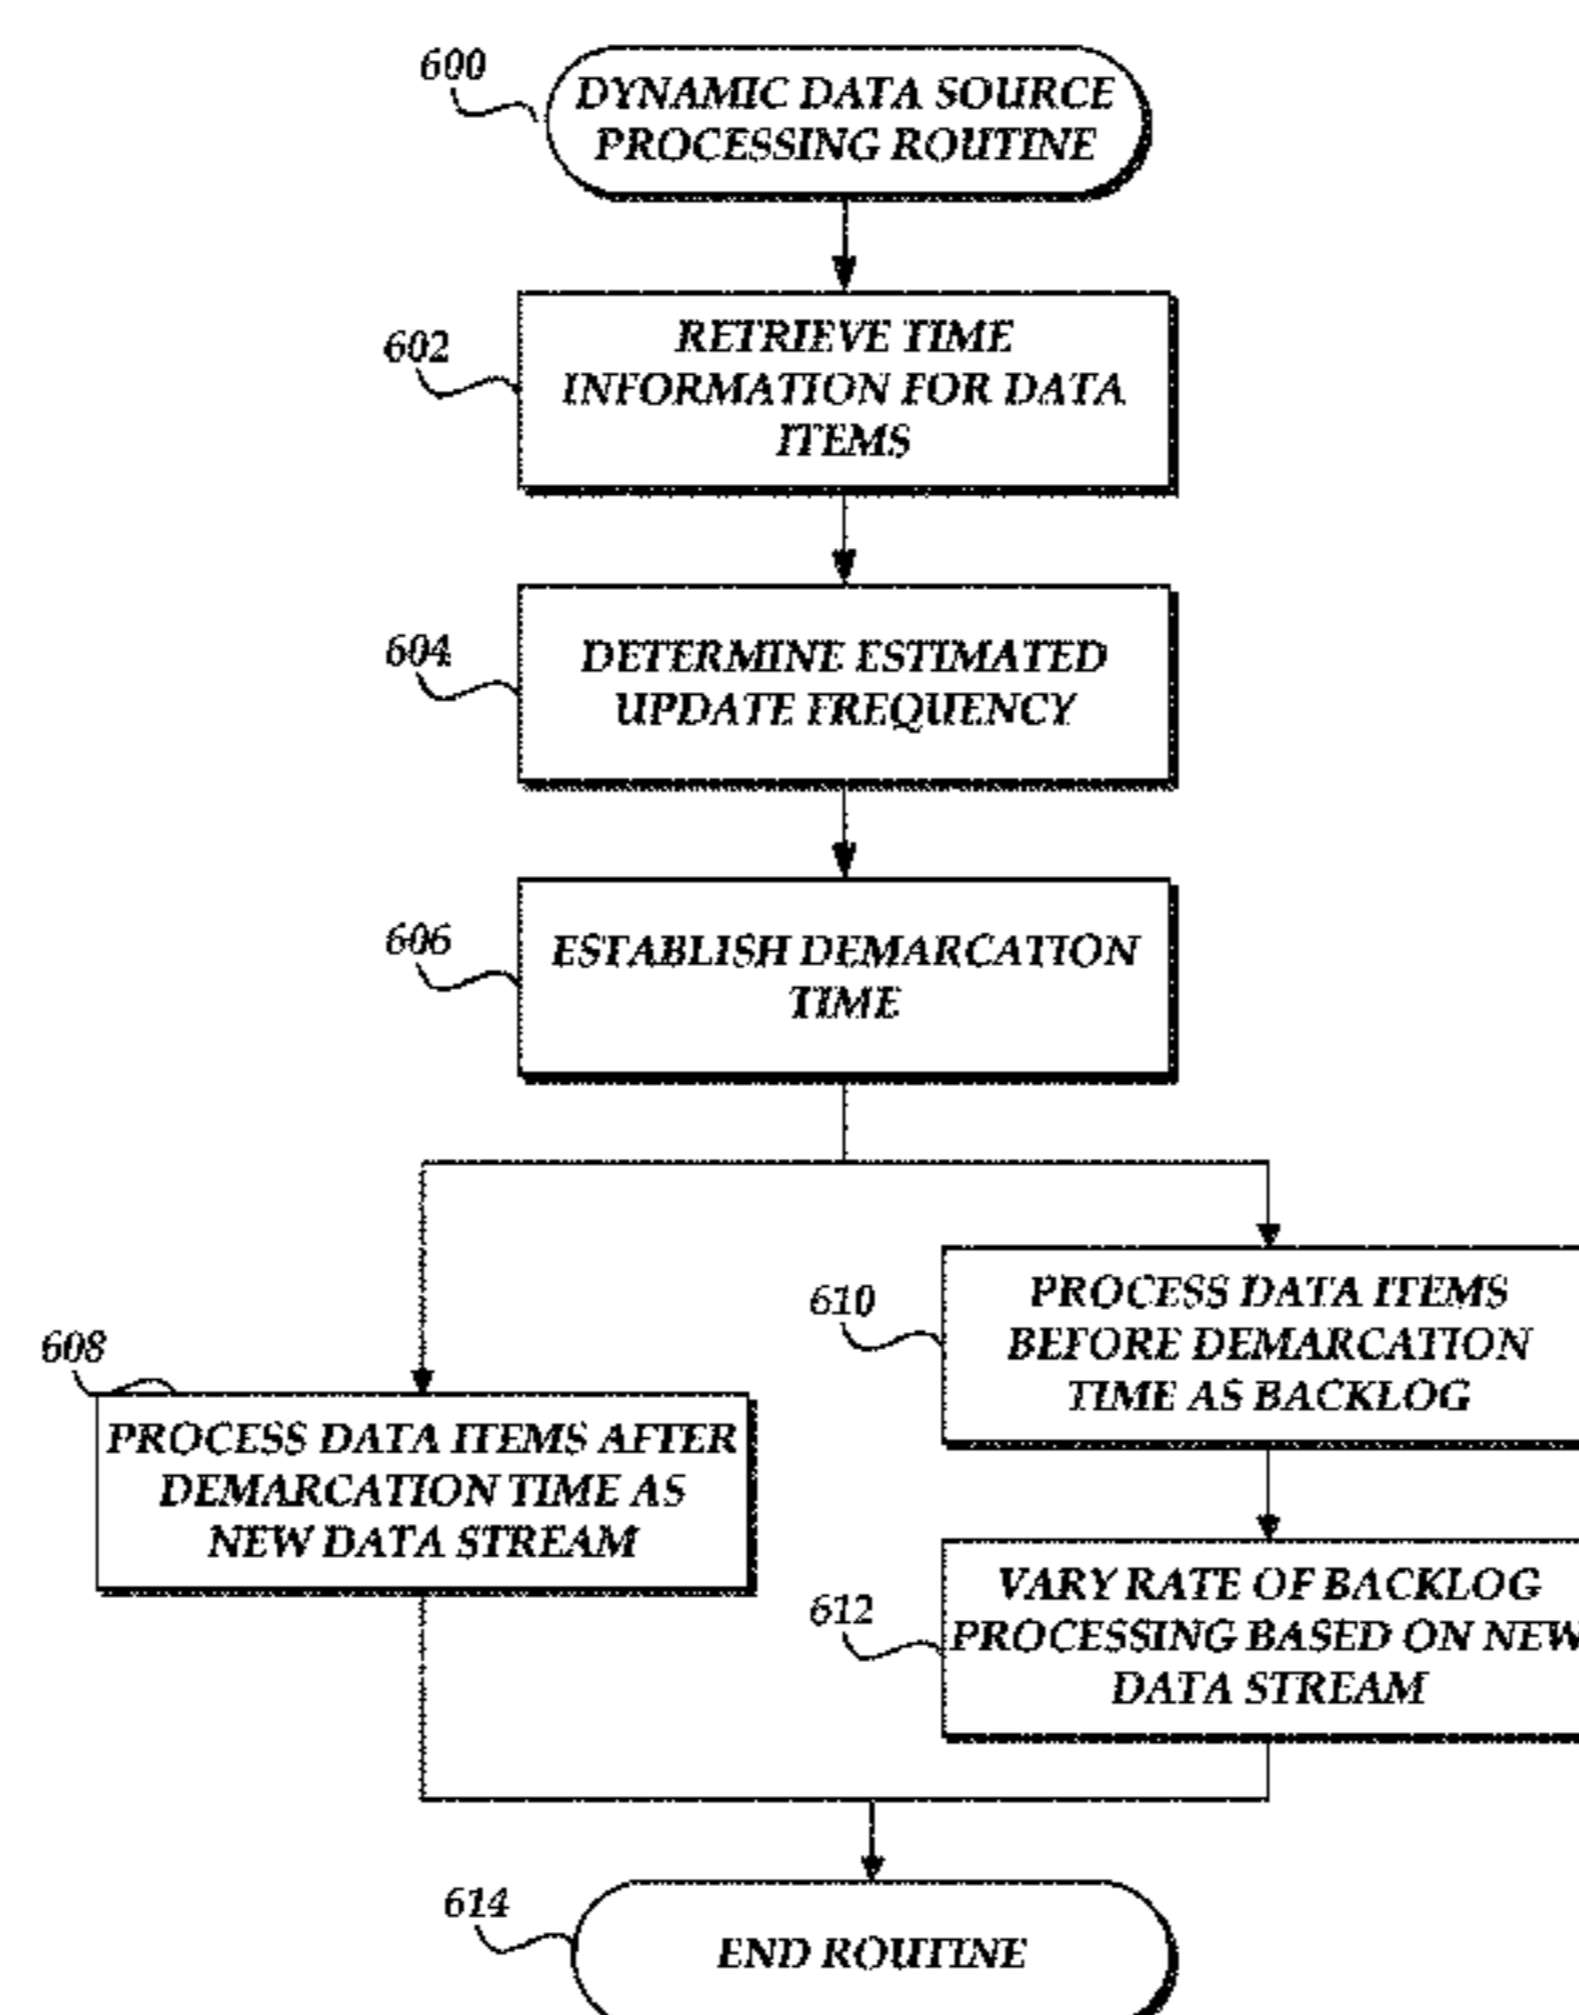 600
DYNAMIC DATA SOURCE
PROCESSING ROUTINE
602
RETRIEVE TIME
INFORMATION FOR DATA
ITEMS
604
DETERMINE ESTIMATED
UPDATE FREQUENCY
606
ESTABLISH DEMARCATION
TIME
608
PROCESS DATA ITEMS AFTER
DEMARCATION TIME AS
NEW DATA STREAM
610
PROCESS DATA ITEMS
BEFORE DEMARCATION
TIME AS BACKLOG
612
VARY RATE OF BACKLOG
PROCESSING BASED ON NEW
DATA STREAM
614
END ROUTINE